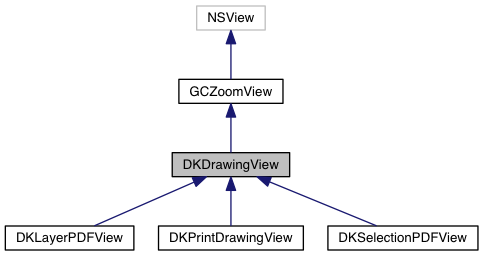 NSView
GCZoomView
DKDrawingView
DKLayerPDFView
DKPrintDrawingView
DKSelectionPDFView